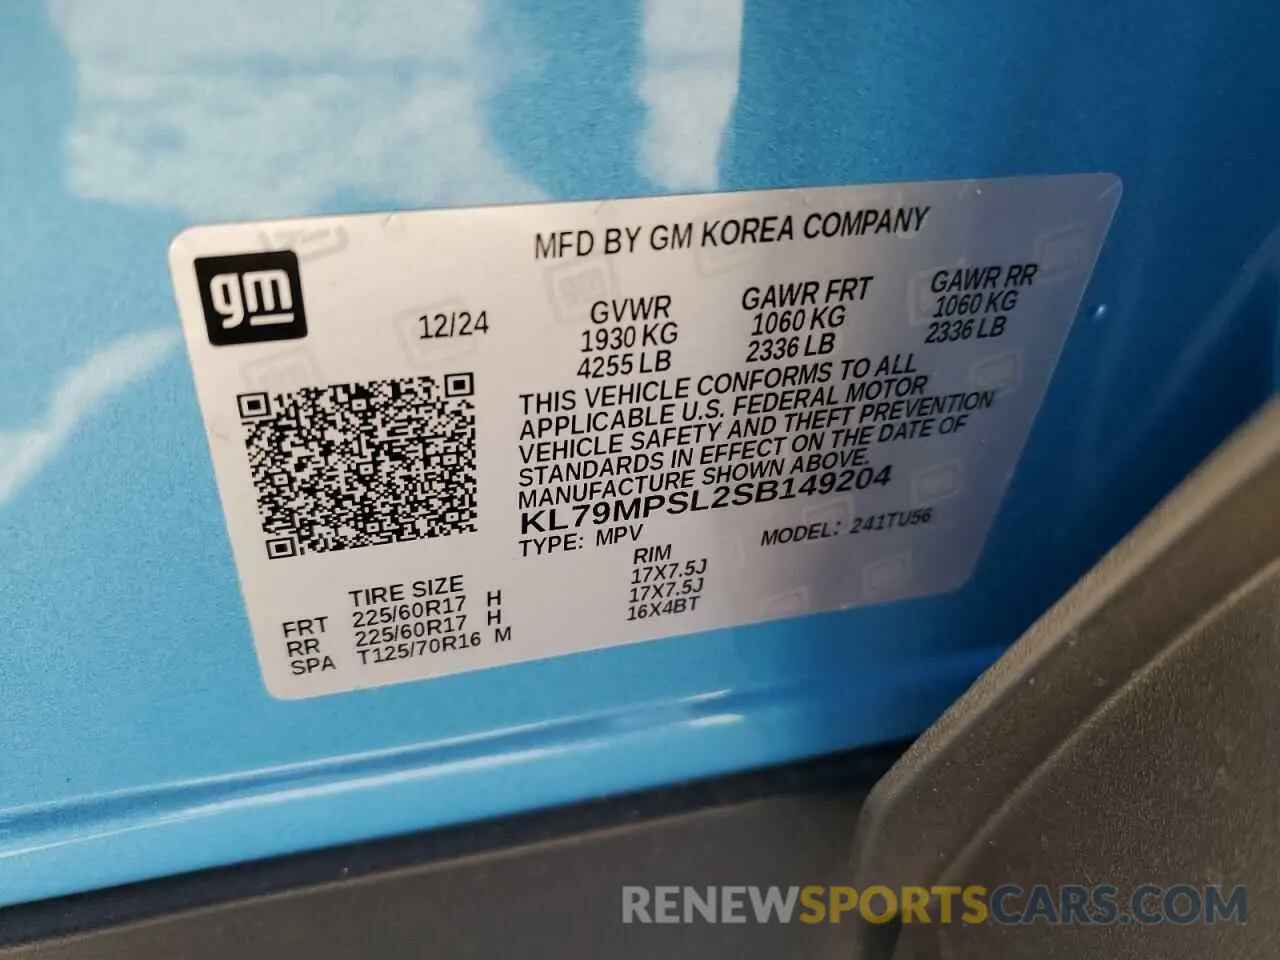 MFD BY GM KOREA COMPANY
gm
12/24
GVWR GAWR FRT GAWR RR
1930 KG 1060 KG 1060 KG
4255 LB 2336 LB 2336 LB
THIS VEHICLE CONFORMS TO ALL
APPLICABLE U.S. FEDERAL MOTOR
VEHICLE SAFETY AND THEFT PREVENTION
STANDARDS IN EFFECT ON THE DATE OF
MANUFACTURE SHOWN ABOVE.
KL79MPSL2SB149204
TYPE: MPV MODEL: 241TU56
TIRE SIZE RIM
FRT 225/60R17 H 17X7.5J
RR 225/60R17 H 17X7.5J
SPA T125/70R16 M 16X4BT
RENEWSPORTSCARS.COM